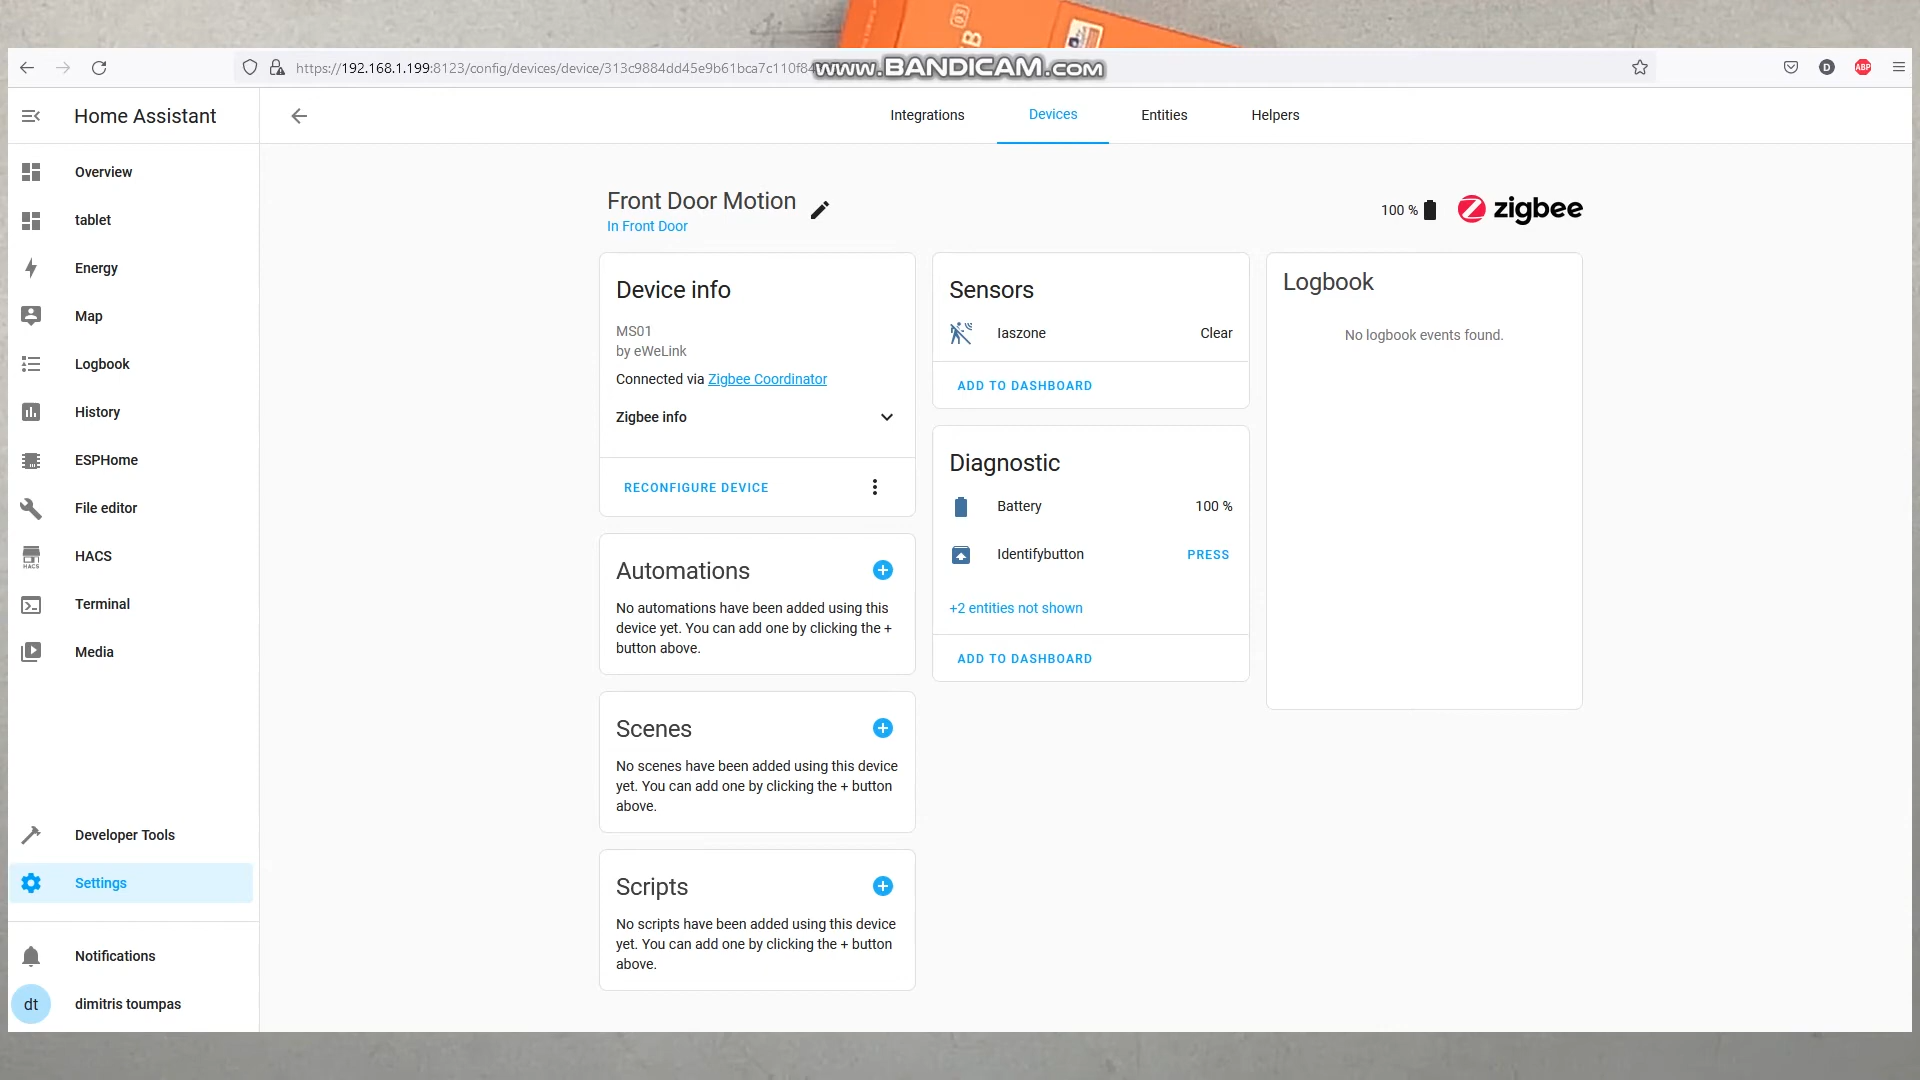 https://192.168.1.199:8123/config/devices/device/313c9884dd45e9b61bca7c110f84
www.BANDICAM.com
D
ABP
Home Assistant
Integrations
Devices
Entities
Helpers
Overview
tablet
Energy
Map
Logbook
History
ESPHome
File editor
HACS
HACS
Terminal
Media
Developer Tools
Settings
Notifications
dt
dimitris toumpas
Front Door Motion
In Front Door
100 %
zigbee
Device info
MS01
by eWeLink
Connected via Zigbee Coordinator
Zigbee info
RECONFIGURE DEVICE
Automations
No automations have been added using this
device yet. You can add one by clicking the +
button above.
Scenes
No scenes have been added using this device
yet. You can add one by clicking the + button
above.
Scripts
No scripts have been added using this device
yet. You can add one by clicking the + button
above.
Sensors
Iaszone
Clear
ADD TO DASHBOARD
Diagnostic
Battery
100 %
Identifybutton
PRESS
+2 entities not shown
ADD TO DASHBOARD
Logbook
No logbook events found.